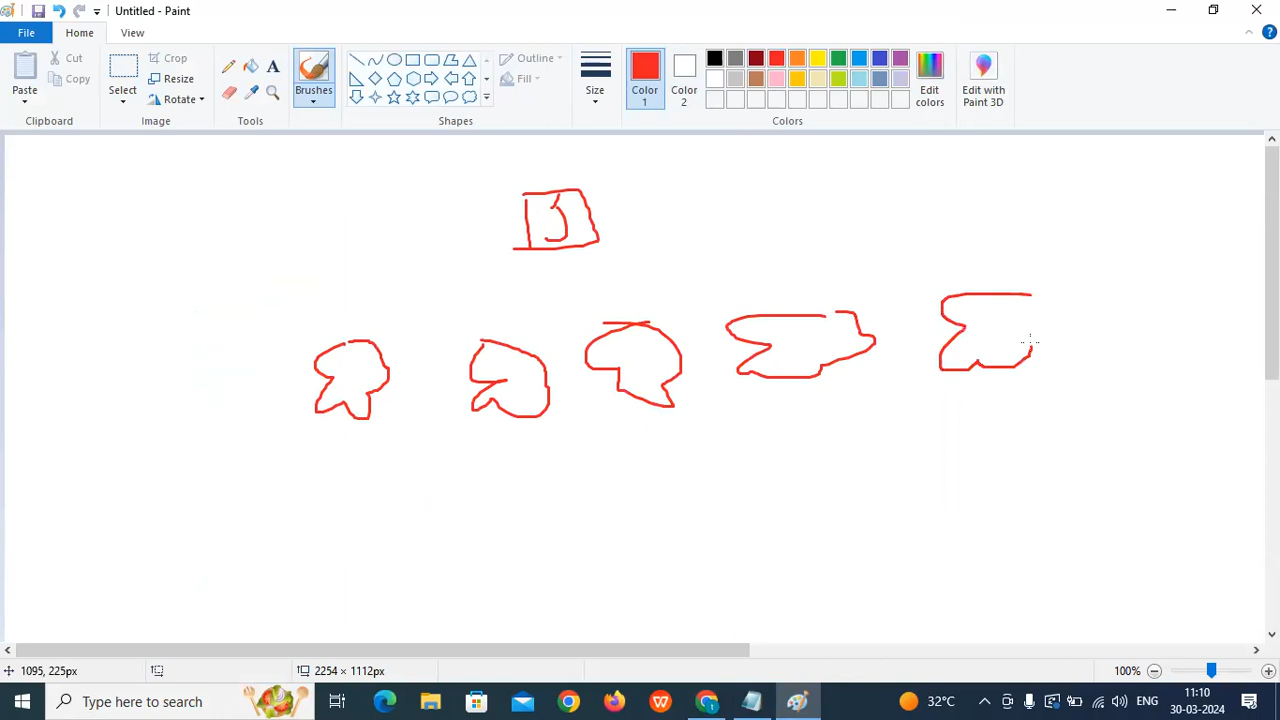 Untitled - Paint
File Home View
Paste
Cut
Copy
Clipboard
Select
Crop
Resize
Rotate
Image
A
Tools
Brushes
Shapes
Outline
Fill
Size
Color 1
Color 2
Colors
Edit colors
Edit with Paint 3D
3
1095, 225px
2254 × 1112px
100%
Type here to search
32°C
ENG
11:10
30-03-2024